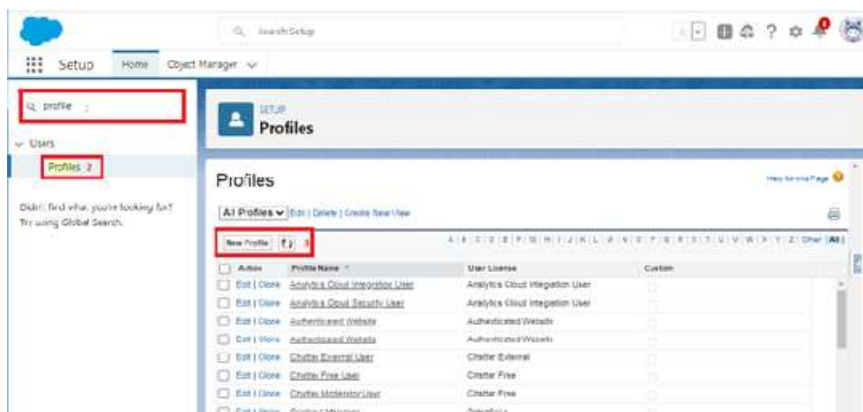 Search Setup
Setup Home Object Manager
profile
SETUP
Profiles
Users
Profiles 2
Profiles
Help for this Page
Didn't find what you're looking for?
Try using Global Search.
All Profiles Edit | Delete | Create New View
New Profile 3 A | B | C | D | E | F | G | H | I | J | K | L | M | N | O | P | Q | R | S | T | U | V | W | X | Y | Z | Other | All
Action Profile Name User License Custom
Edit | Clone Analytics Cloud Integration User Analytics Cloud Integration User
Edit | Clone Analytics Cloud Security User Analytics Cloud Integration User
Edit | Clone Authenticated Website Authenticated Website
Edit | Clone Authenticated Website Authenticated Website
Edit | Clone Chatter External User Chatter External
Edit | Clone Chatter Free User Chatter Free
Edit | Clone Chatter Moderator User Chatter Free
Edit | Clone